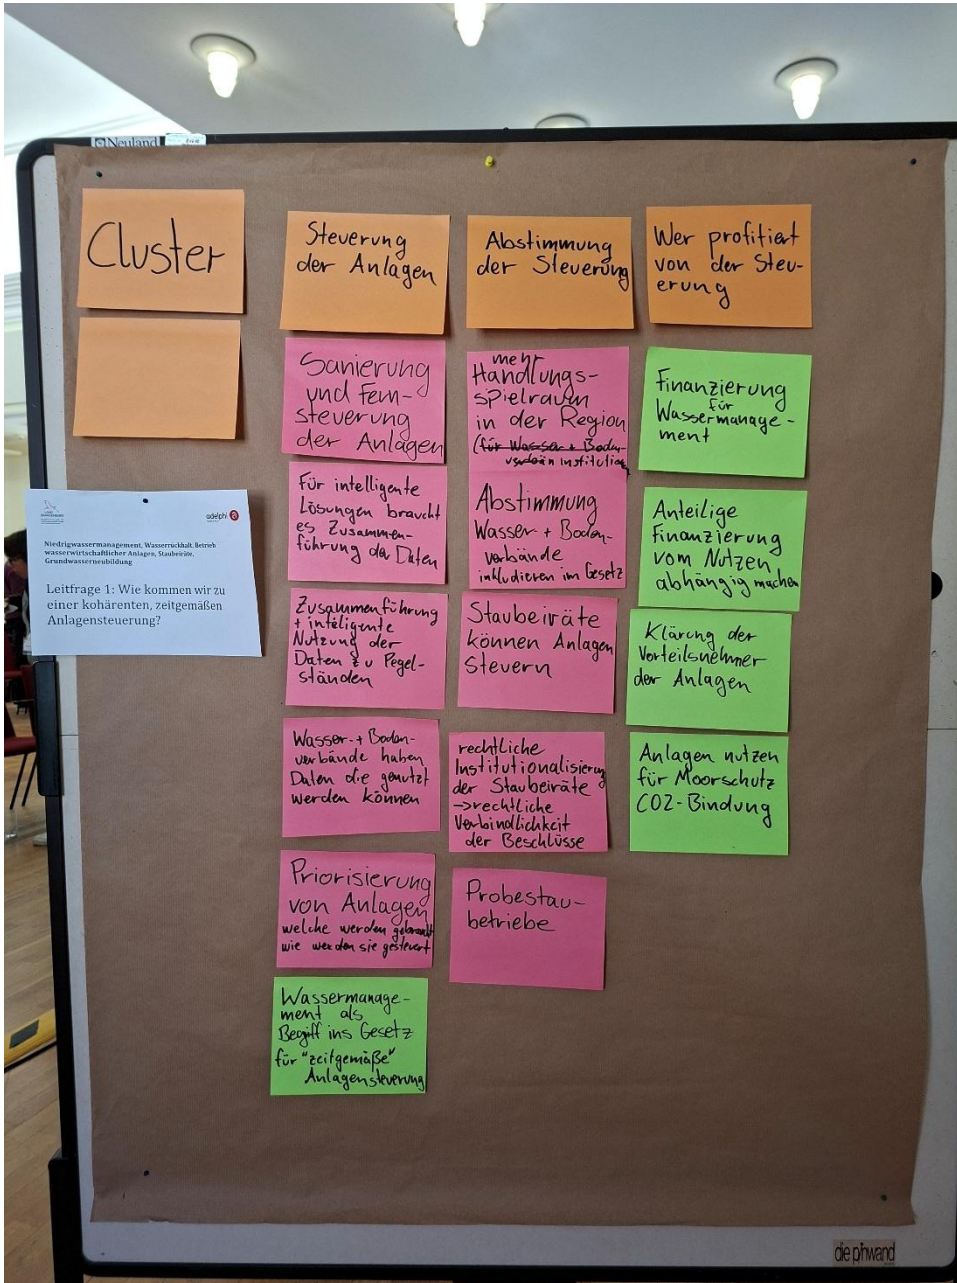 Neuland
Cluster
Steuerung
der Anlagen
Abstimmung
der Steuerung
Wer profitiert
von der Steu-
erung
Sanierung
und Fern-
steuerung
der Anlagen
Für intelligente
Lösungen braucht
es Zusammen-
führung der Daten
Zusammenführung
+ inteligente
Nutzung der
Daten zu Pegel-
ständen
Wasser-+ Boden-
verbände haben
Daten die genutzt
werden können
Priorisierung
von Anlagen
welche werden gebraucht
wie werden sie gesteuert
Wassermanage-
ment als
Begriff ins Gesetz
für "zeitgemäße"
Anlagensteuerung
mehr
Handlungs-
spielraum
in der Region
(für Wasser + Boden-
Institution
Abstimmung
Wasser + Boden-
verbände
inkludieren im Gesetz
Staubeiräte
können Anlagen
Steuern
rechtliche
Institutionalisierung
der Staubeiräte
->rechtliche
Verbindlichkeit
der Beschlüsse
Probestau-
betriebe
Finanzierung
für
Wassermanage-
ment
Anteilige
Finanzierung
vom Nutzen
abhängig machen
Klärung der
Vorteilsnehmer
der Anlagen
Anlagen nutzen
für Moorschutz
CO2-Bindung
adelphi
Niedrigwassermanagement, Wasserrückhalt, Betrieb
wasserwirtschaftlicher Anlagen, Staubeiräte,
Grundwasserneubildung
Leitfrage 1: Wie kommen wir zu
einer kohärenten, zeitgemäßen
Anlagensteuerung?
die pinwand